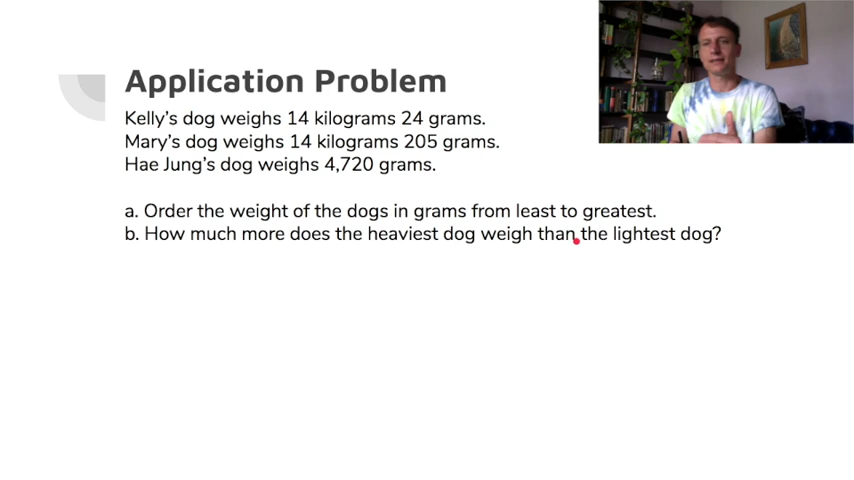 Application Problem
Kelly’s dog weighs 14 kilograms 24 grams.
Mary’s dog weighs 14 kilograms 205 grams.
Hae Jung’s dog weighs 4,720 grams.
a. Order the weight of the dogs in grams from least to greatest.
b. How much more does the heaviest dog weigh than the lightest dog?